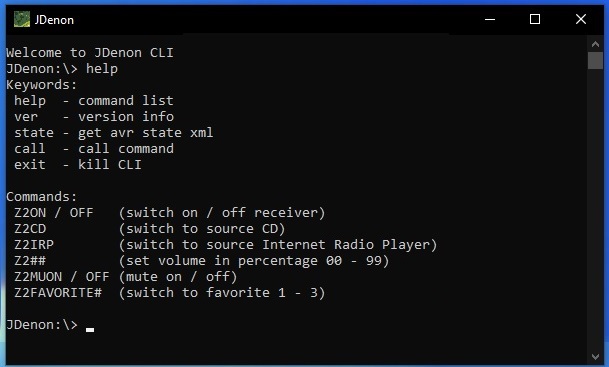 JDenon
Welcome to JDenon CLI
JDenon:\> help
Keywords:
 help  - command list
 ver   - version info
 state - get avr state xml
 call  - call command
 exit  - kill CLI

Commands:
 Z2ON / OFF   (switch on / off receiver)
 Z2CD         (switch to source CD)
 Z2IRP        (switch to source Internet Radio Player)
 Z2##         (set volume in percentage 00 - 99)
 Z2MUON / OFF (mute on / off)
 Z2FAVORITE#  (switch to favorite 1 - 3)

JDenon:\>